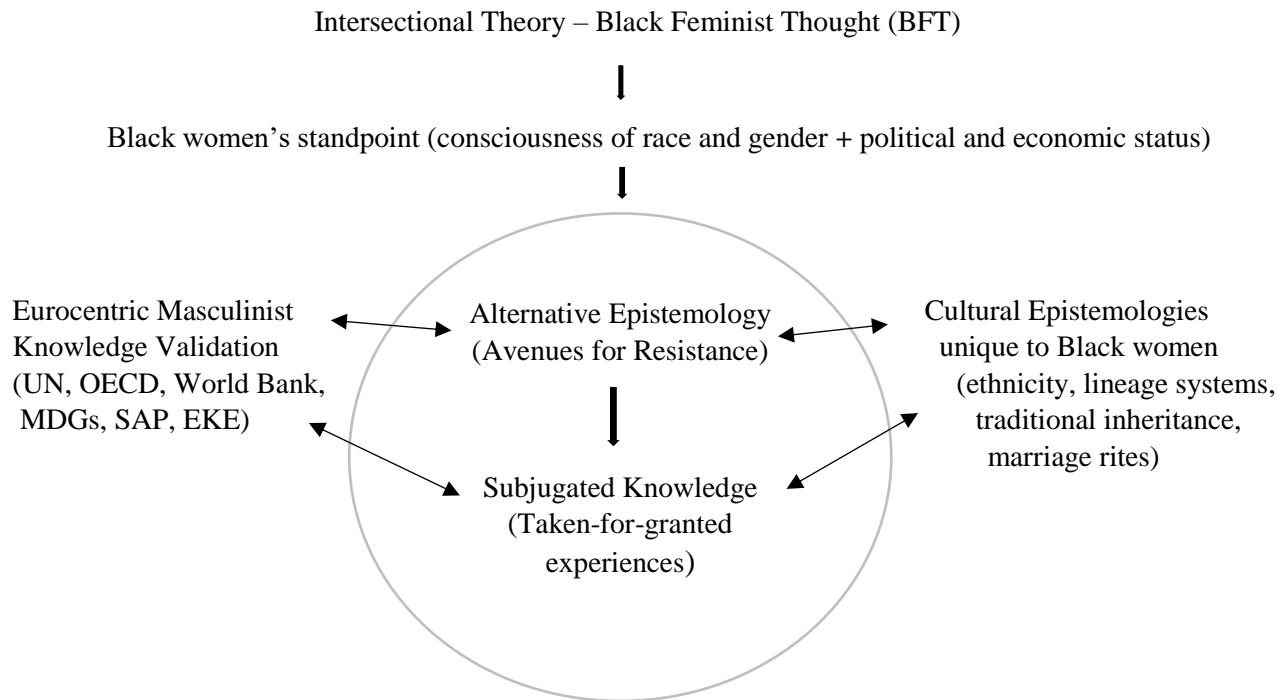 Intersectional Theory – Black Feminist Thought (BFT)
Black women’s standpoint (consciousness of race and gender + political and economic status)
Eurocentric Masculinist
Knowledge Validation
(UN, OECD, World Bank,
MDGs, SAP, EKE)
Alternative Epistemology
(Avenues for Resistance)
Subjugated Knowledge
(Taken-for-granted
experiences)
Cultural Epistemologies
unique to Black women
(ethnicity, lineage systems,
traditional inheritance,
marriage rites)